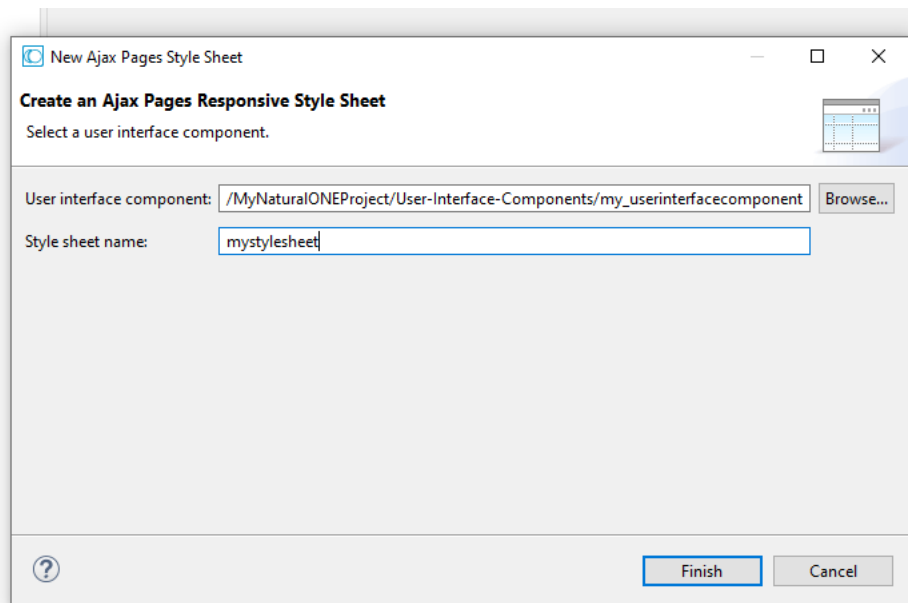 New Ajax Pages Style Sheet
Create an Ajax Pages Responsive Style Sheet
Select a user interface component.
User interface component: /MyNaturalONEProject/User-Interface-Components/my_userinterfacecomponent Browse...
Style sheet name: mystylesheet
? Finish Cancel